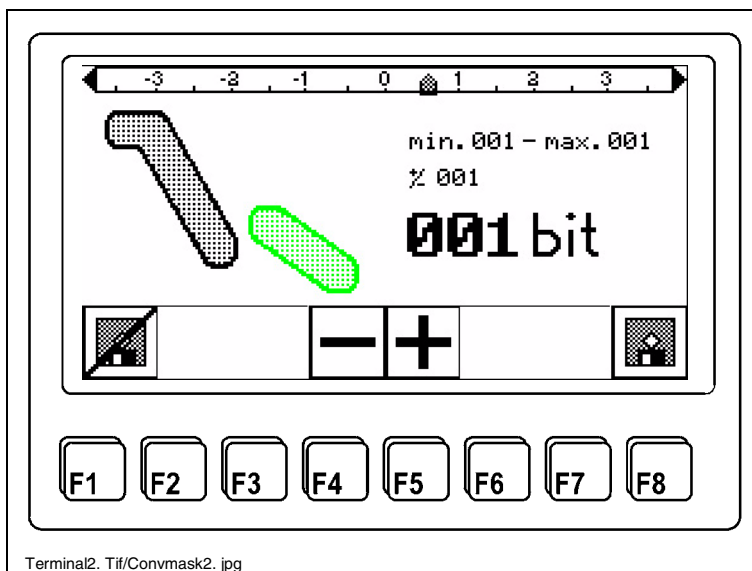 -3 -2 -1 0 1 2 3
min. 001 - max. 001
⁺⁄₋ 001
001 bit
F1 F2 F3 F4 F5 F6 F7 F8
Terminal2. Tif/Convmask2. jpg